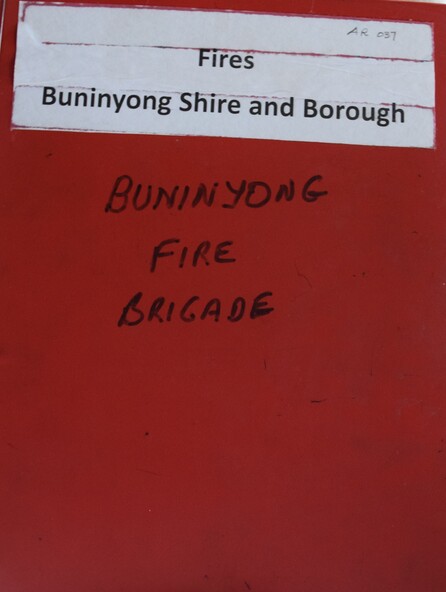 AR 037
Fires
Buninyong Shire and Borough
BUNINYONG
FIRE
BRIGADE